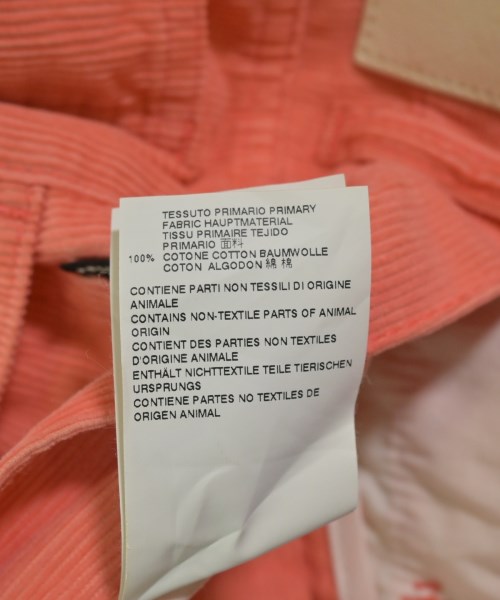 TESSUTO PRIMARIO PRIMARY
FABRIC HAUPTMATERIAL
TISSU PRIMAIRE TEJIDO
PRIMARIO 面料
100% COTONE COTTON BAUMWOLLE
COTON ALGODON 綿 棉
CONTIENE PARTI NON TESSILI DI ORIGINE
ANIMALE
CONTAINS NON-TEXTILE PARTS OF ANIMAL
ORIGIN
CONTIENT DES PARTIES NON TEXTILES
D'ORIGINE ANIMALE
ENTHÄLT NICHTTEXTILE TEILE TIERISCHEN
URSPRUNGS
CONTIENE PARTES NO TEXTILES DE
ORIGEN ANIMAL